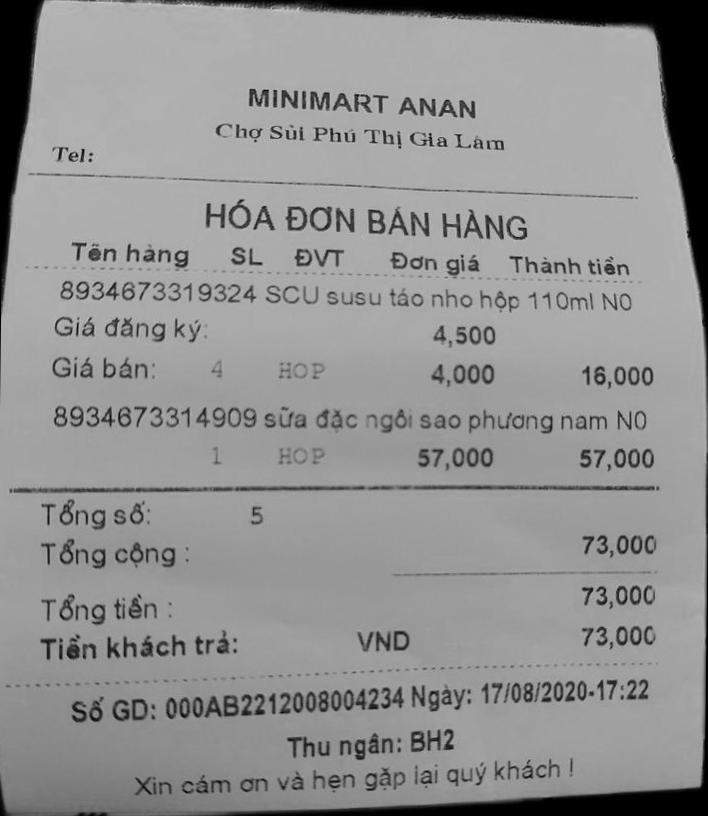 MINIMART ANAN
Chợ Sủi Phú Thị Gia Lâm
Tel:
HÓA ĐƠN BÁN HÀNG
Tên hàng SL ĐVT Đơn giá Thành tiền
8934673319324 SCU susu táo nho hộp 110ml N0
Giá đăng ký: 4,500
Giá bán: 4 HOP 4,000 16,000
8934673314909 sữa đặc ngôi sao phương nam N0
1 HOP 57,000 57,000
Tổng số: 5
Tổng cộng : 73,000
Tổng tiền : 73,000
Tiền khách trả: VND 73,000
Số GD: 000AB2212008004234 Ngày: 17/08/2020-17:22
Thu ngân: BH2
Xin cám ơn và hẹn gặp lại quý khách !